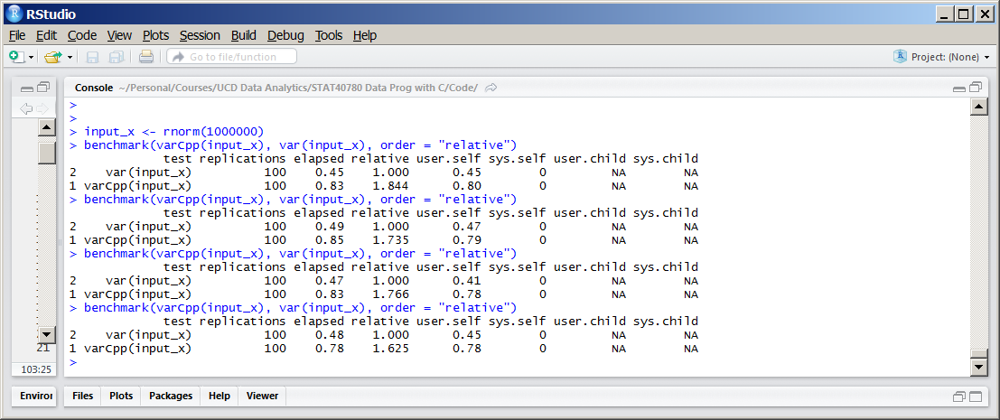 RStudio
File Edit Code View Plots Session Build Debug Tools Help
Go to file/function Project: (None)
Console ~/Personal/Courses/UCD Data Analytics/STAT40780 Data Prog with C/Code/
>
>
> input_x <- rnorm(1000000)
> benchmark(varCpp(input_x), var(input_x), order = "relative")
test replications elapsed relative user.self sys.self user.child sys.child
2 var(input_x) 100 0.45 1.000 0.45 0 NA NA
1 varCpp(input_x) 100 0.83 1.844 0.80 0 NA NA
> benchmark(varCpp(input_x), var(input_x), order = "relative")
test replications elapsed relative user.self sys.self user.child sys.child
2 var(input_x) 100 0.49 1.000 0.47 0 NA NA
1 varCpp(input_x) 100 0.85 1.735 0.79 0 NA NA
> benchmark(varCpp(input_x), var(input_x), order = "relative")
test replications elapsed relative user.self sys.self user.child sys.child
2 var(input_x) 100 0.47 1.000 0.41 0 NA NA
1 varCpp(input_x) 100 0.83 1.766 0.78 0 NA NA
> benchmark(varCpp(input_x), var(input_x), order = "relative")
test replications elapsed relative user.self sys.self user.child sys.child
2 var(input_x) 100 0.48 1.000 0.45 0 NA NA
1 varCpp(input_x) 100 0.78 1.625 0.78 0 NA NA
>
21
103:25
Files Plots Packages Help Viewer